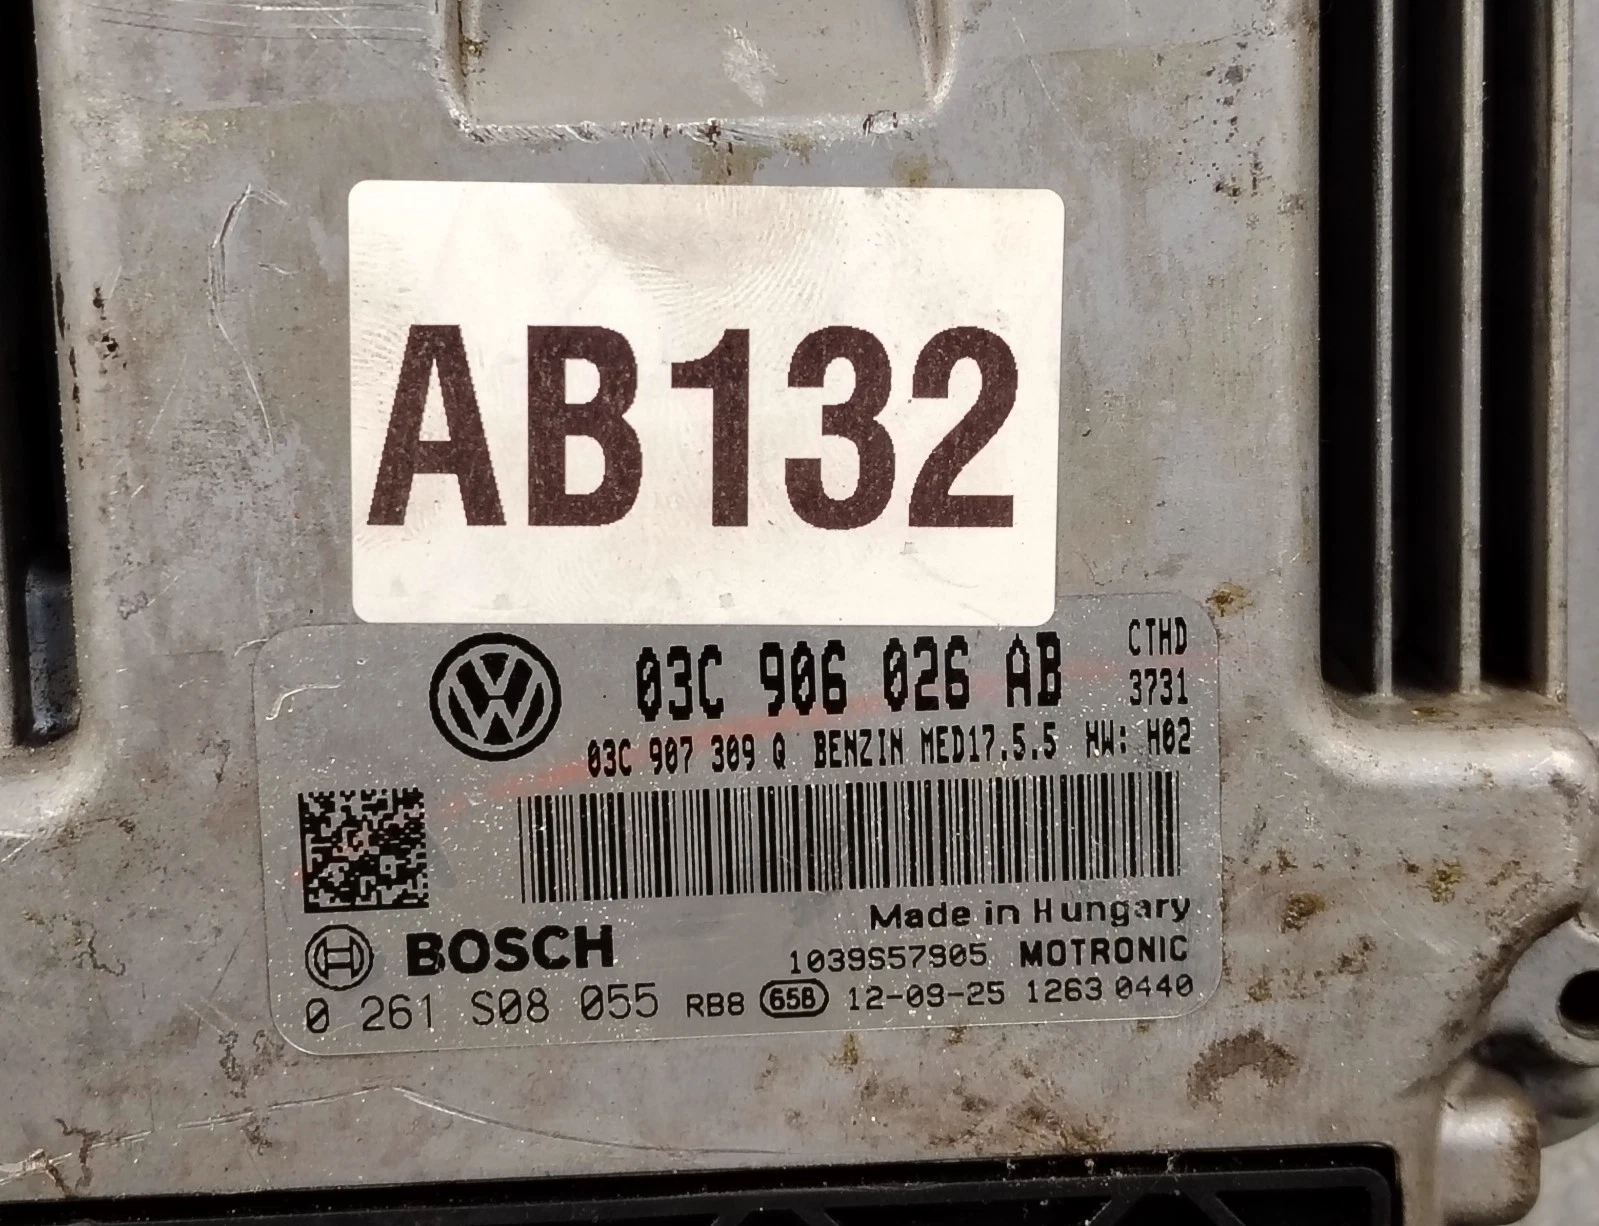 AB132
03C 906 026 AB
CTHD
3731
03C 907 309 Q BENZIN MED17.5.5 HW: H02
Made in Hungary
BOSCH
1039S57905 MOTRONIC
0 261 S08 055 RB8 65B 12-09-25 1263 0440